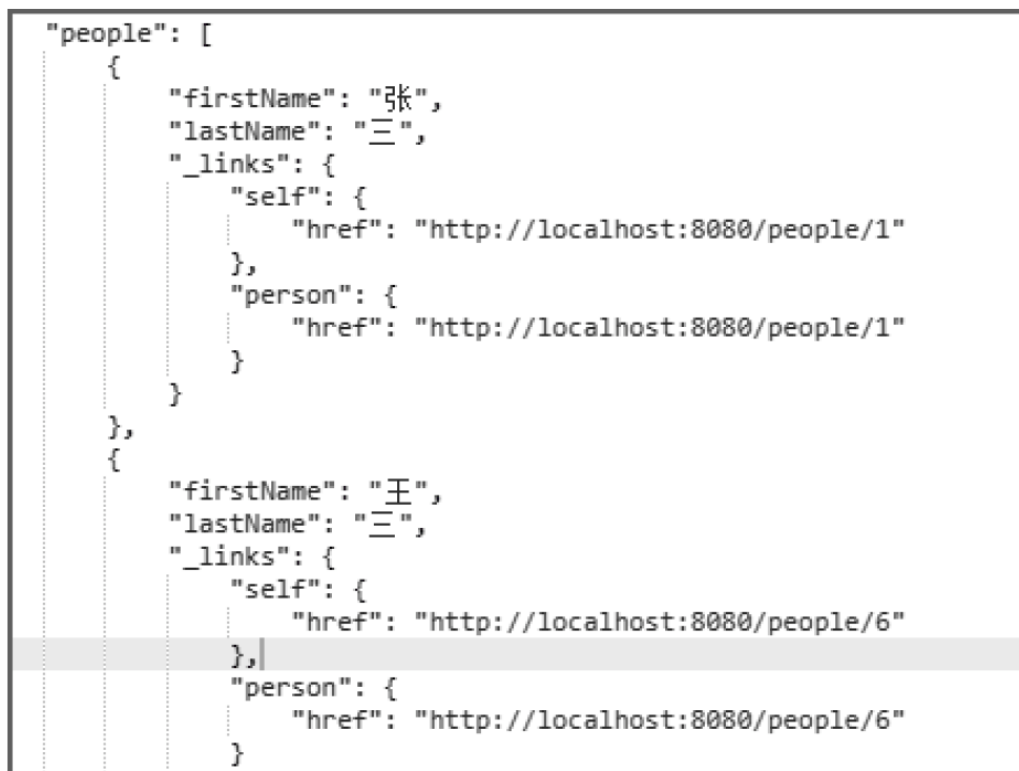 "people": [
{
"firstName": "张",
"lastName": "三",
"_links": {
"self": {
"href": "http://localhost:8080/people/1"
},
"person": {
"href": "http://localhost:8080/people/1"
}
}
},
{
"firstName": "王",
"lastName": "三",
"_links": {
"self": {
"href": "http://localhost:8080/people/6"
},
"person": {
"href": "http://localhost:8080/people/6"
}